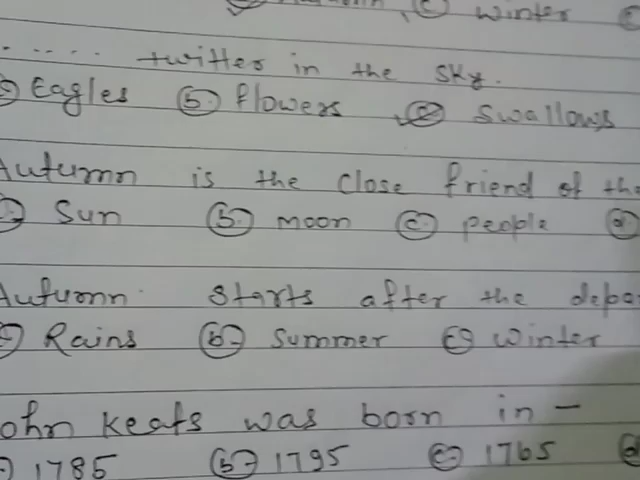 Ⓒ winter
..... twitter in the sky.
Eagles ⓑ flowers ⓒ swallows
Autumn is the close friend of the
Sun ⓑ moon ⓒ people ⓓ
Autumn starts after the
Rains ⓑ summer ⓒ winter
John Keats was born in -
1785 ⓑ 1795 ⓒ 1765 ⓓ